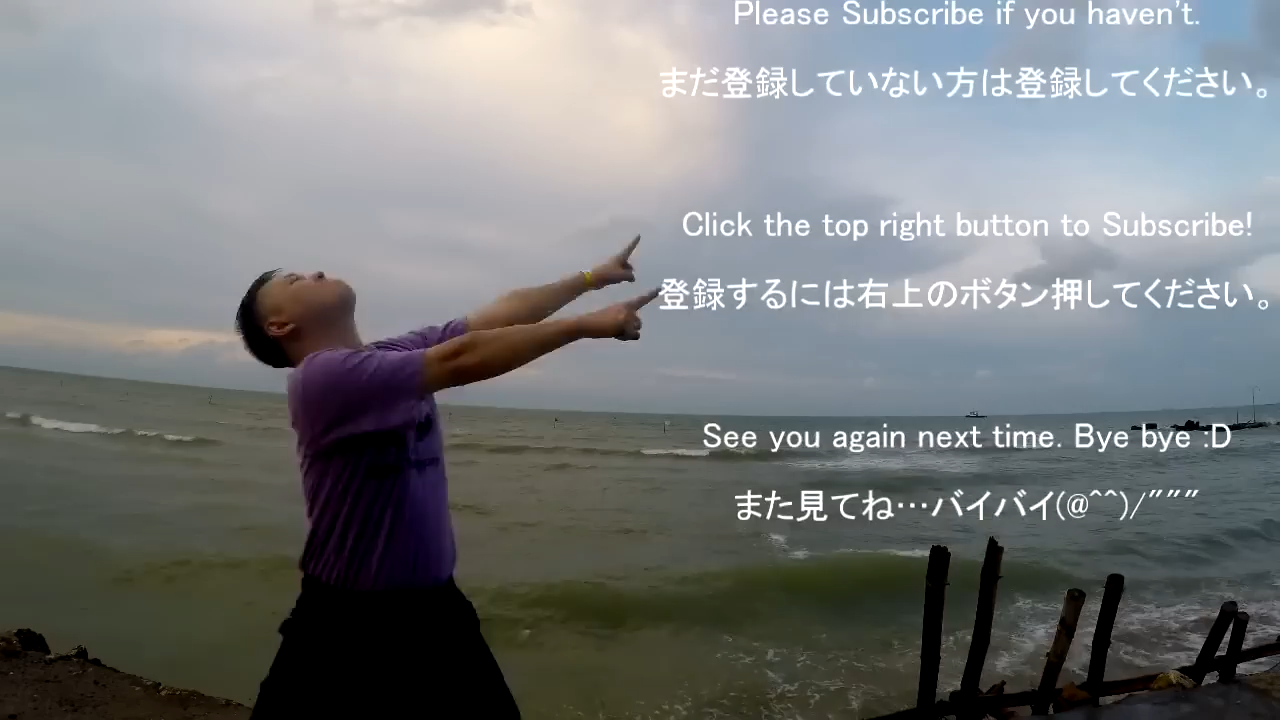 Please Subscribe if you haven't.
まだ登録していない方は登録してください。
Click the top right button to Subscribe!
登録するには右上のボタン押してください。
See you again next time. Bye bye :D
また見てね…バイバイ(@^^)/"""